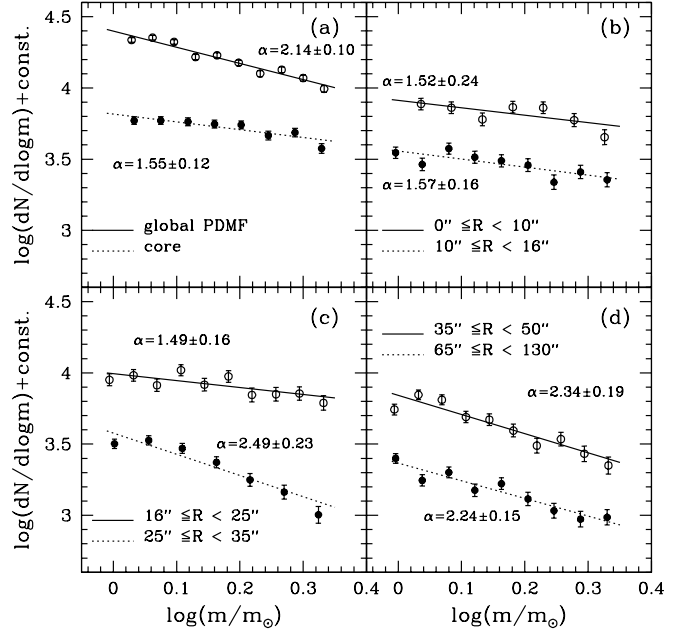 (a)
α=2.14±0.10
α=1.55±0.12
global PDMF
core
4.5
4
3.5
3
log(dN/dlogm)+const.
(b)
α=1.52±0.24
α=1.57±0.16
0″ ≦R < 10″
10″ ≦R < 16″
(c)
α=1.49±0.16
α=2.49±0.23
16″ ≦R < 25″
25″ ≦R < 35″
4.5
4
3.5
3
log(dN/dlogm)+const.
0 0.1 0.2 0.3 0.4
log(m/m⊙)
(d)
35″ ≦R < 50″
65″ ≦R < 130″
α=2.34±0.19
α=2.24±0.15
0 0.1 0.2 0.3 0.4
log(m/m⊙)